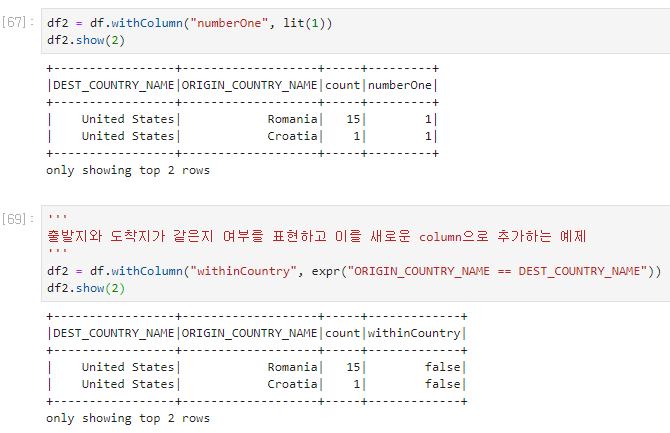 [67]: df2 = df.withColumn("numberOne", lit(1))
df2.show(2)
+-----------------+-------------------+-----+---------+
|DEST_COUNTRY_NAME|ORIGIN_COUNTRY_NAME|count|numberOne|
+-----------------+-------------------+-----+---------+
|    United States|            Romania|   15|        1|
|    United States|            Croatia|    1|        1|
+-----------------+-------------------+-----+---------+
only showing top 2 rows
[69]: '''
출발지와 도착지가 같은지 여부를 표현하고 이를 새로운 column으로 추가하는 예제
'''
df2 = df.withColumn("withinCountry", expr("ORIGIN_COUNTRY_NAME == DEST_COUNTRY_NAME"))
df2.show(2)
+-----------------+-------------------+-----+-------------+
|DEST_COUNTRY_NAME|ORIGIN_COUNTRY_NAME|count|withinCountry|
+-----------------+-------------------+-----+-------------+
|    United States|            Romania|   15|        false|
|    United States|            Croatia|    1|        false|
+-----------------+-------------------+-----+-------------+
only showing top 2 rows